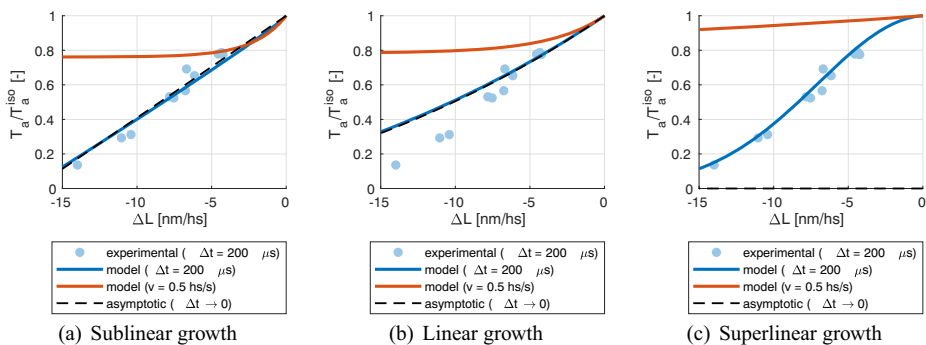 1
0.8
0.6
0.4
0.2
0
T_a/T_a^iso [-]
-15 -10 -5 0
ΔL [nm/hs]
experimental ( Δt = 200 μs)
model ( Δt = 200 μs)
model (v = 0.5 hs/s)
asymptotic ( Δt → 0)
(a) Sublinear growth
1
0.8
0.6
0.4
0.2
0
T_a/T_a^iso [-]
-15 -10 -5 0
ΔL [nm/hs]
experimental ( Δt = 200 μs)
model ( Δt = 200 μs)
model (v = 0.5 hs/s)
asymptotic ( Δt → 0)
(b) Linear growth
1
0.8
0.6
0.4
0.2
0
T_a/T_a^iso [-]
-15 -10 -5 0
ΔL [nm/hs]
experimental ( Δt = 200 μs)
model ( Δt = 200 μs)
model (v = 0.5 hs/s)
asymptotic ( Δt → 0)
(c) Superlinear growth